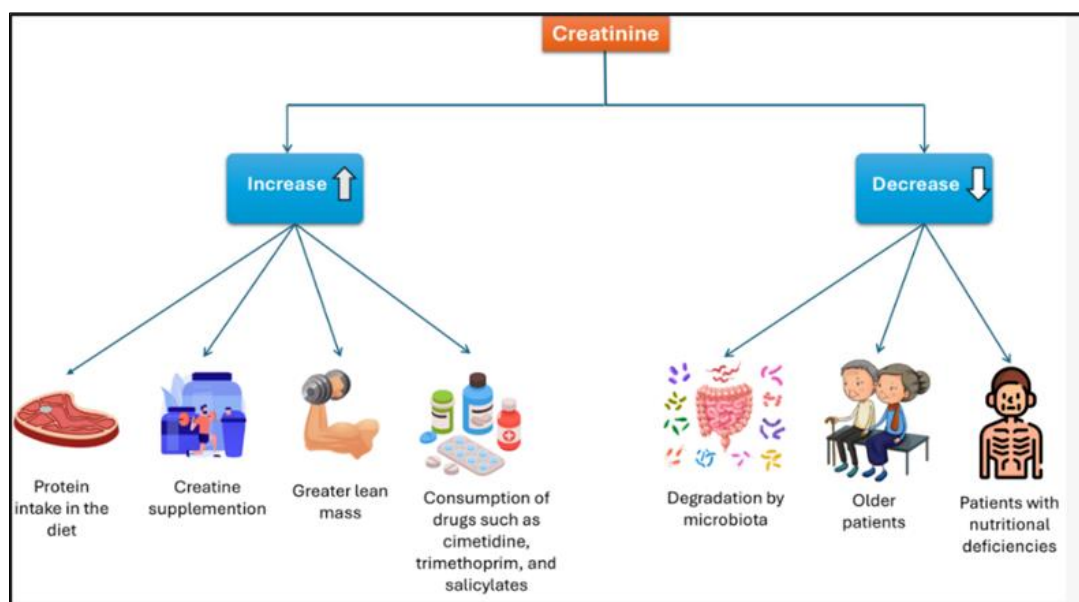 Creatinine
Increase
Decrease
Protein
intake in the
diet
Creatine
supplemention
Greater lean
mass
Consumption of
drugs such as
cimetidine,
trimethoprim, and
salicylates
Degradation by
microbiota
Older
patients
Patients with
nutritional
deficiencies